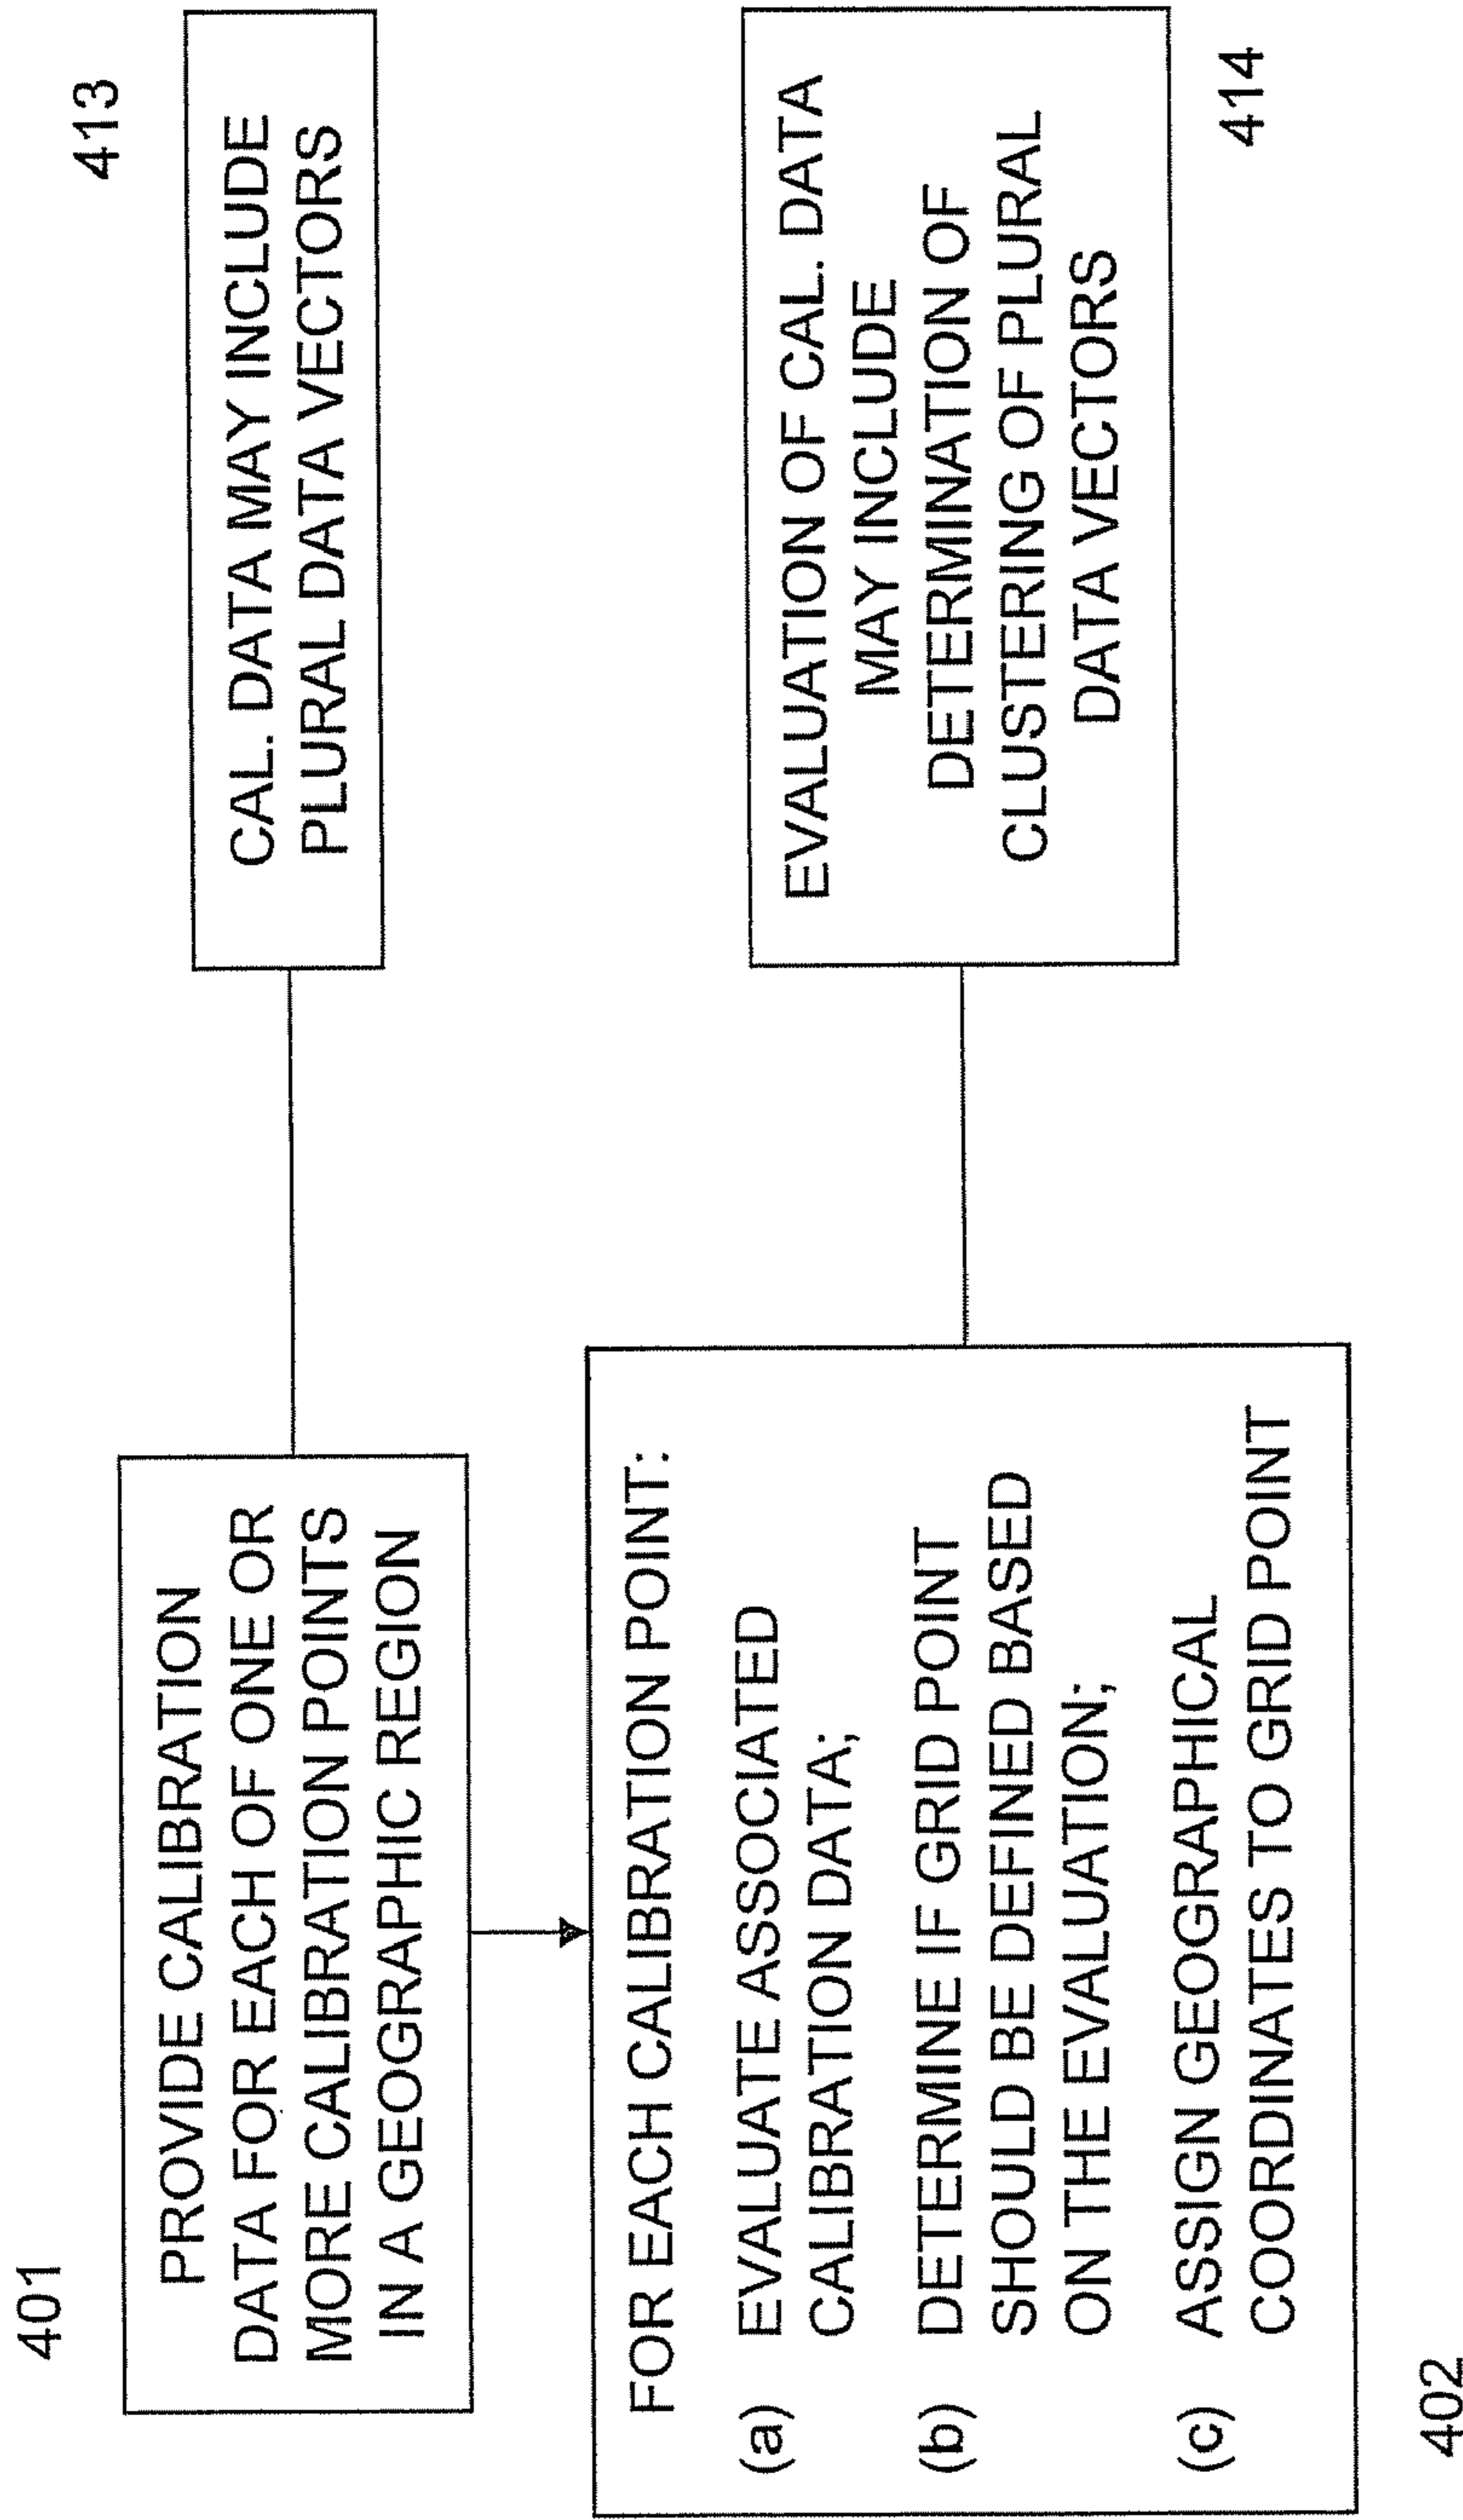 401
PROVIDE CALIBRATION
DATA FOR EACH OF ONE OR
MORE CALIBRATION POINTS
IN A GEOGRAPHIC REGION
413
CAL. DATA MAY INCLUDE
PLURAL DATA VECTORS
FOR EACH CALIBRATION POINT:
(a) EVALUATE ASSOCIATED
CALIBRATION DATA;
(b) DETERMINE IF GRID POINT
SHOULD BE DEFINED BASED
ON THE EVALUATION;
(c) ASSIGN GEOGRAPHICAL
COORDINATES TO GRID POINT
402
EVALUATION OF CAL. DATA
MAY INCLUDE
DETERMINATION OF
CLUSTERING OF PLURAL
DATA VECTORS
414